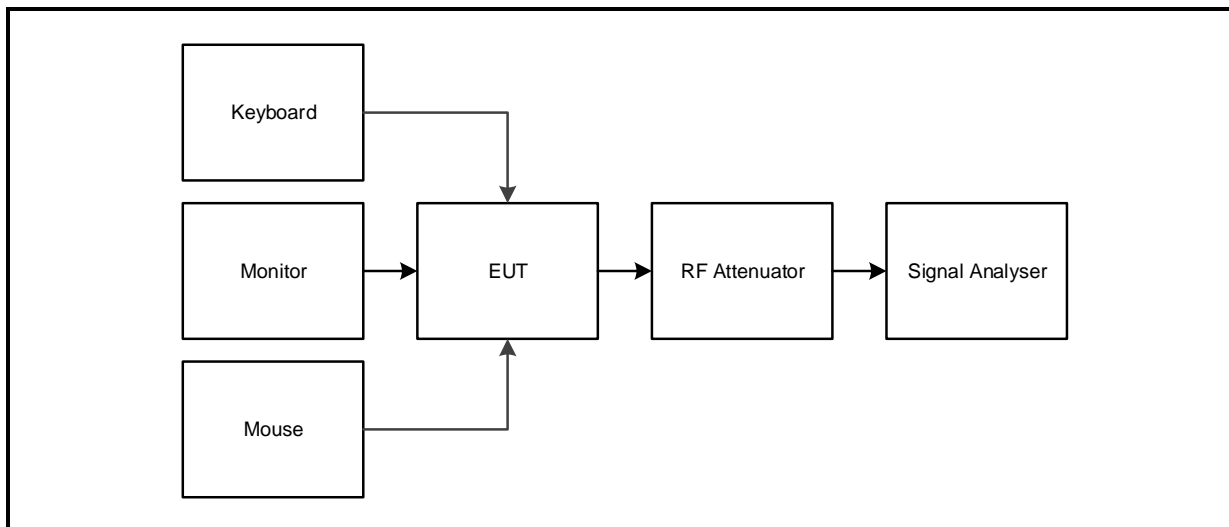 Keyboard
Monitor
EUT
RF Attenuator
Signal Analyser
Mouse